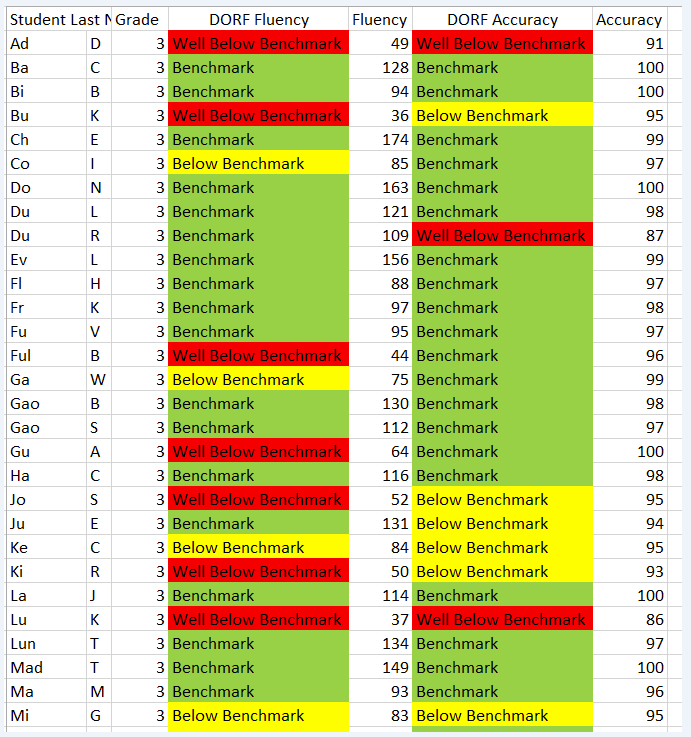 Student Last N Grade DORF Fluency Fluency DORF Accuracy Accuracy
Ad D 3 Well Below Benchmark 49 Well Below Benchmark 91
Ba C 3 Benchmark 128 Benchmark 100
Bi B 3 Benchmark 94 Benchmark 100
Bu K 3 Well Below Benchmark 36 Below Benchmark 95
Ch E 3 Benchmark 174 Benchmark 99
Co I 3 Below Benchmark 85 Benchmark 97
Do N 3 Benchmark 163 Benchmark 100
Du L 3 Benchmark 121 Benchmark 98
Du R 3 Benchmark 109 Well Below Benchmark 87
Ev L 3 Benchmark 156 Benchmark 99
Fl H 3 Benchmark 88 Benchmark 97
Fr K 3 Benchmark 97 Benchmark 98
Fu V 3 Benchmark 95 Benchmark 97
Ful B 3 Well Below Benchmark 44 Benchmark 96
Ga W 3 Below Benchmark 75 Benchmark 99
Gao B 3 Benchmark 130 Benchmark 98
Gao S 3 Benchmark 112 Benchmark 97
Gu A 3 Well Below Benchmark 64 Benchmark 100
Ha C 3 Benchmark 116 Benchmark 98
Jo S 3 Well Below Benchmark 52 Below Benchmark 95
Ju E 3 Benchmark 131 Below Benchmark 94
Ke C 3 Below Benchmark 84 Below Benchmark 95
Ki R 3 Well Below Benchmark 50 Below Benchmark 93
La J 3 Benchmark 114 Benchmark 100
Lu K 3 Well Below Benchmark 37 Well Below Benchmark 86
Lun T 3 Benchmark 134 Benchmark 97
Mad T 3 Benchmark 149 Benchmark 100
Ma M 3 Benchmark 93 Benchmark 96
Mi G 3 Below Benchmark 83 Below Benchmark 95